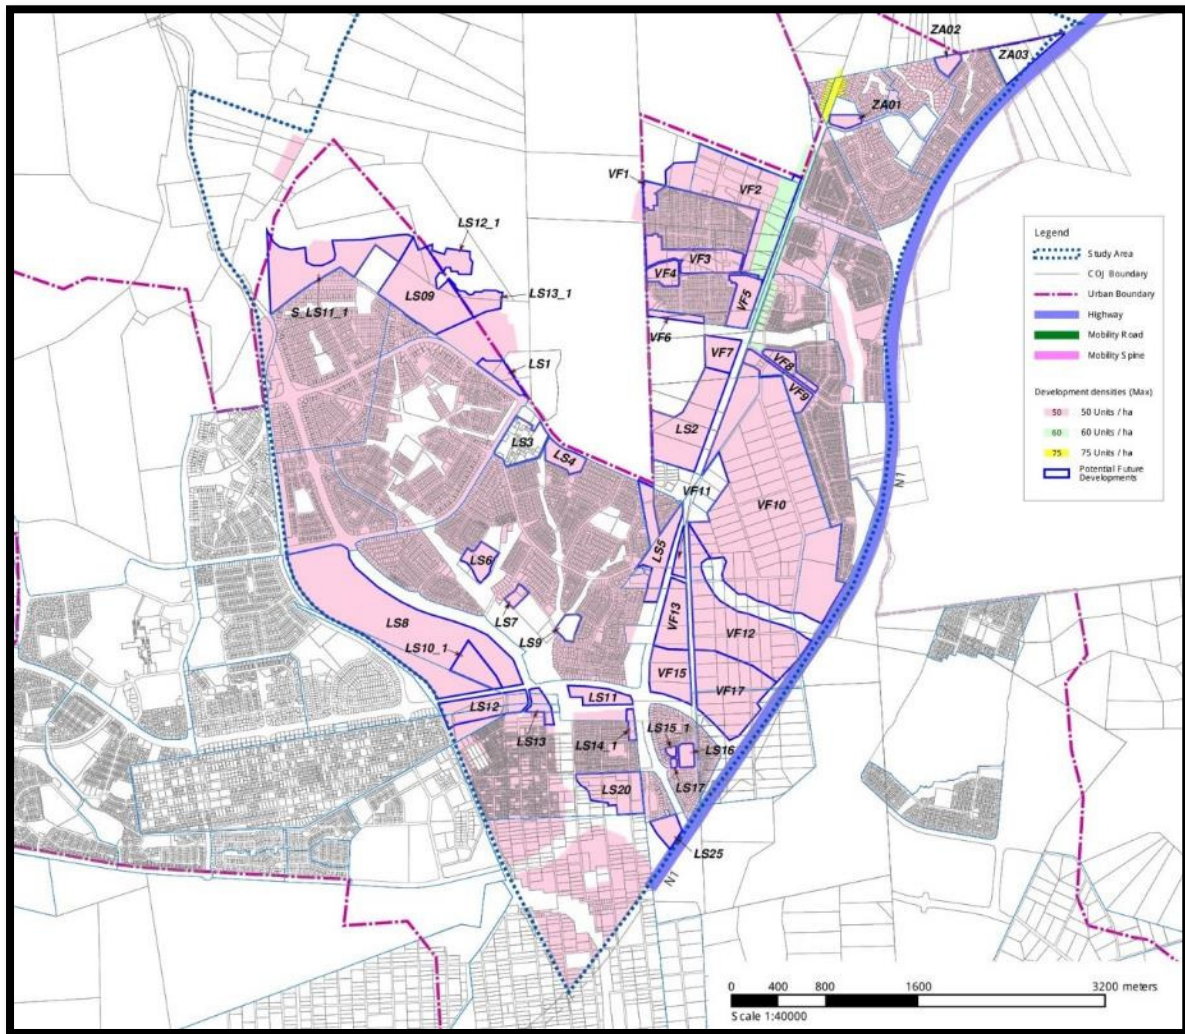 ZA02
ZA03
ZA01
VF1
VF2
LS12_1
VF3
VF4
LS09
LS13_1
VF5
S_LS11_1
VF6
VF7
LS1
VF8
VF9
LS3
LS2
LS4
N1
VF11
VF10
LS5
LS6
LS7
VF13
LS8
LS9
VF12
LS10_1
VF15
VF17
LS11
LS12
LS13
LS14_1
LS15_1
LS16
LS17
LS20
LS25
N1
Legend
Study Area
COJ Boundary
Urban Boundary
Highway
Mobility Road
Mobility Spine
Development densities (Max)
50 50 Units / ha
60 60 Units / ha
75 75 Units / ha
Potential Future
Developments
0 400 800 1600 3200 meters
Scale 1:40000